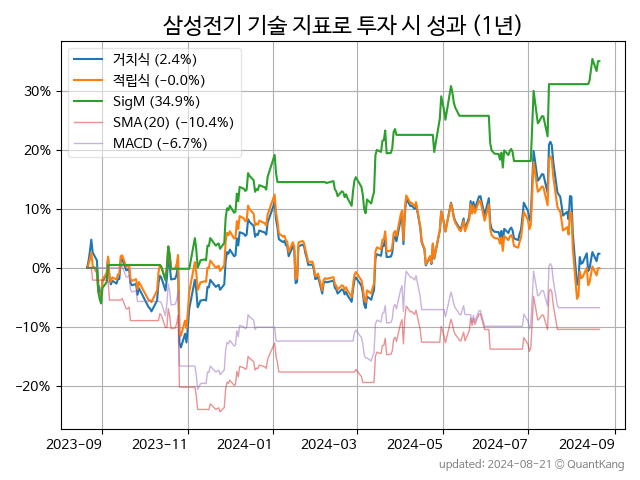 삼성전기 기술 지표로 투자 시 성과 (1년)
거치식 (2.4%)
적립식 (−0.0%)
SigM (34.9%)
SMA(20) (−10.4%)
MACD (−6.7%)
30%
20%
10%
0%
−10%
−20%
2023-09 2023-11 2024-01 2024-03 2024-05 2024-07 2024-09
updated: 2024-08-21 © QuantKang